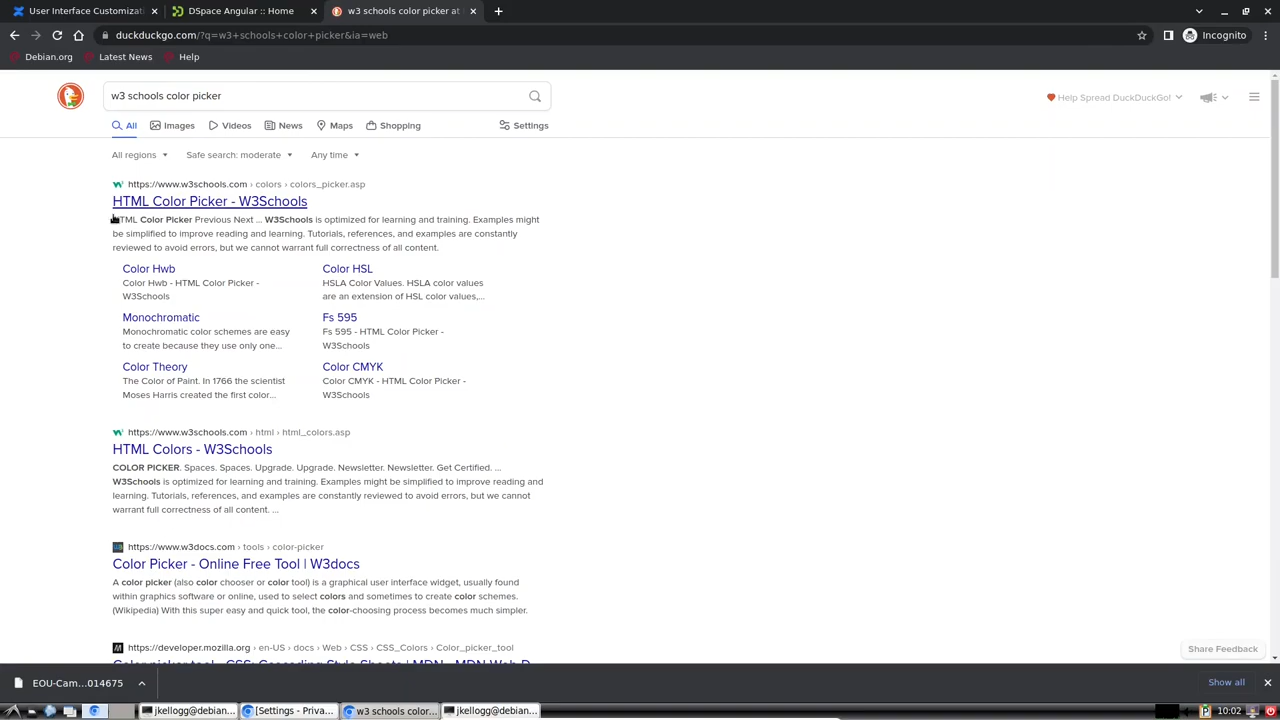 User Interface Customizati
DSpace Angular :: Home
w3 schools color picker at
duckduckgo.com/?q=w3+schools+color+picker&ia=web
Incognito
Debian.org
Latest News
Help
w3 schools color picker
Help Spread DuckDuckGo!
All
Images
Videos
News
Maps
Shopping
Settings
All regions
Safe search: moderate
Any time
https://www.w3schools.com › colors › colors_picker.asp
HTML Color Picker - W3Schools
HTML Color Picker Previous Next ... W3Schools is optimized for learning and training. Examples might
be simplified to improve reading and learning. Tutorials, references, and examples are constantly
reviewed to avoid errors, but we cannot warrant full correctness of all content.
Color Hwb
Color Hwb - HTML Color Picker -
W3Schools
Color HSL
HSLA Color Values. HSLA color values
are an extension of HSL color values,...
Monochromatic
Monochromatic color schemes are easy
to create because they use only one...
Fs 595
Fs 595 - HTML Color Picker -
W3Schools
Color Theory
The Color of Paint. In 1766 the scientist
Moses Harris created the first color...
Color CMYK
Color CMYK - HTML Color Picker -
W3Schools
https://www.w3schools.com › html › html_colors.asp
HTML Colors - W3Schools
COLOR PICKER. Spaces. Spaces. Upgrade. Upgrade. Newsletter. Newsletter. Get Certified. ...
W3Schools is optimized for learning and training. Examples might be simplified to improve reading and
learning. Tutorials, references, and examples are constantly reviewed to avoid errors, but we cannot
warrant full correctness of all content. ...
https://www.w3docs.com › tools › color-picker
Color Picker - Online Free Tool | W3docs
A color picker (also color chooser or color tool) is a graphical user interface widget, usually found
within graphics software or online, used to select colors and sometimes to create color schemes.
(Wikipedia) With this super easy and quick tool, the color-choosing process becomes much simpler.
https://developer.mozilla.org › en-US › docs › Web › CSS › CSS_Colors › Color_picker_tool
Color picker tool - CSS: Cascading Style Sheets | MDN - MDN Web D
Share Feedback
EOU-Cam....014675
Show all
jkellogg@debian...
[Settings - Priva...
w3 schools color...
jkellogg@debian...
10:02